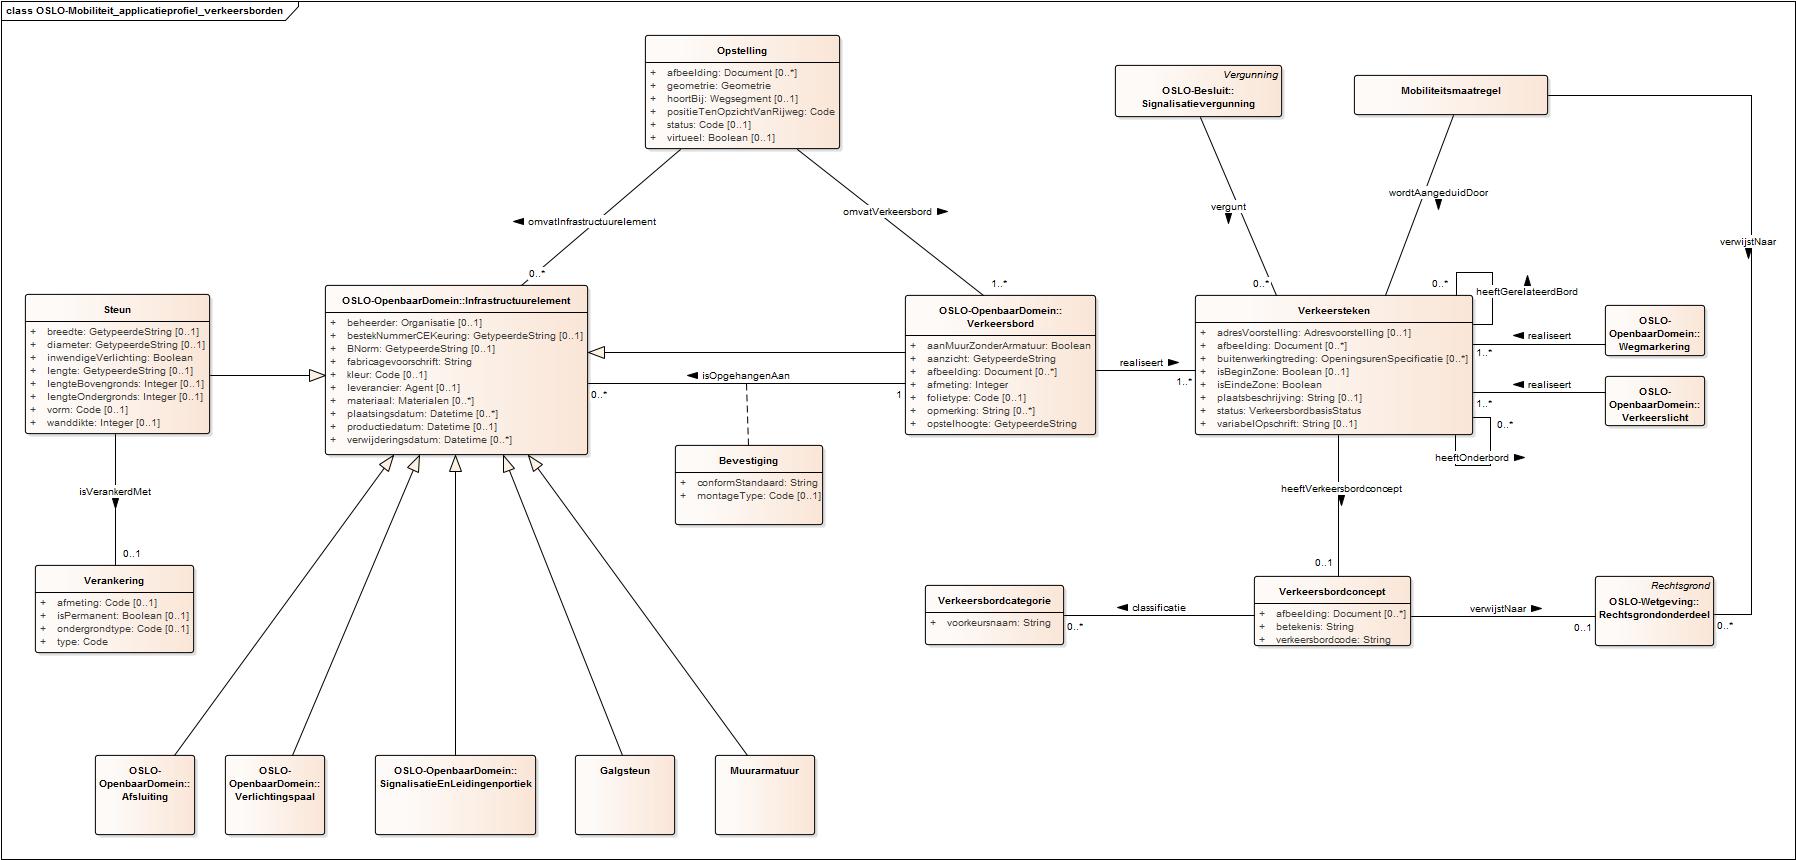 class OSLO-Mobiliteit_applicatieprofiel_verkeersborden
Opstelling
+ afbeelding: Document [0..*]
+ geometrie: Geometrie
+ hoortBij: Wegsegment [0..1]
+ positieTenOpzichtVanRijweg: Code
+ status: Code [0..1]
+ virtueel: Boolean [0..1]
Vergunning
OSLO-Besluit::
Signalisatievergunning
Mobiliteitsmaatregel
omvatInfrastructuurelement
0..*
omvatVerkeersbord
1..*
vergunt
0..*
wordtAangeduidDoor
verwijstNaar
0..*
heeftGerelateerdBord
Steun
+ breedte: GetypeerdeString [0..1]
+ diameter: GetypeerdeString [0..1]
+ inwendigeVerlichting: Boolean
+ lengte: GetypeerdeString [0..1]
+ lengteBovengronds: Integer [0..1]
+ lengteOndergronds: Integer [0..1]
+ vorm: Code [0..1]
+ wanddikte: Integer [0..1]
OSLO-OpenbaarDomein::Infrastructuurelement
+ beheerder: Organisatie [0..1]
+ bestekNummerCEKeuring: GetypeerdeString [0..1]
+ BNorm: GetypeerdeString [0..1]
+ fabricagevoorschrift: String
+ kleur: Code [0..1]
+ leverancier: Agent [0..1]
+ materiaal: Materialen [0..*]
+ plaatsingsdatum: Datetime [0..*]
+ productiedatum: Datetime [0..1]
+ verwijderingsdatum: Datetime [0..*]
OSLO-OpenbaarDomein::
Verkeersbord
+ aanMuurZonderArmatuur: Boolean
+ aanzicht: GetypeerdeString
+ afbeelding: Document [0..*]
+ afmeting: Integer
+ folietype: Code [0..1]
+ opmerking: String [0..*]
+ opstelhoogte: GetypeerdeString
Verkeersteken
+ adresVoorstelling: Adresvoorstelling [0..1]
+ afbeelding: Document [0..*]
+ buitenwerkingtreding: OpeningsurenSpecificatie [0..*]
+ isBeginZone: Boolean [0..1]
+ isEindeZone: Boolean
+ plaatsbeschrijving: String [0..1]
+ status: VerkeersbordbasisStatus
+ variabelOpschrift: String [0..1]
OSLO-
OpenbaarDomein::
Wegmarkering
realiseert
1..*
OSLO-
OpenbaarDomein::
Verkeerslicht
realiseert
1..*
isOpgehangenAan
0..*
1
realiseert
1..*
0..*
heeftOnderbord
Bevestiging
+ conformStandaard: String
+ montageType: Code [0..1]
isVerankerdMet
0..1
heeftVerkeersbordconcept
0..1
Verankering
+ afmeting: Code [0..1]
+ isPermanent: Boolean [0..1]
+ ondergrondtype: Code [0..1]
+ type: Code
Verkeersbordcategorie
+ voorkeursnaam: String
classificatie
0..*
Verkeersbordconcept
+ afbeelding: Document [0..*]
+ betekenis: String
+ verkeersbordcode: String
verwijstNaar
0..1
Rechtsgrond
OSLO-Wetgeving::
Rechtsgrondonderdeel
0..*
OSLO-
OpenbaarDomein::
Afsluiting
OSLO-
OpenbaarDomein::
Verlichtingspaal
OSLO-OpenbaarDomein::
SignalisatieEnLeidingenportiek
Galgsteun
Muurarmatuur